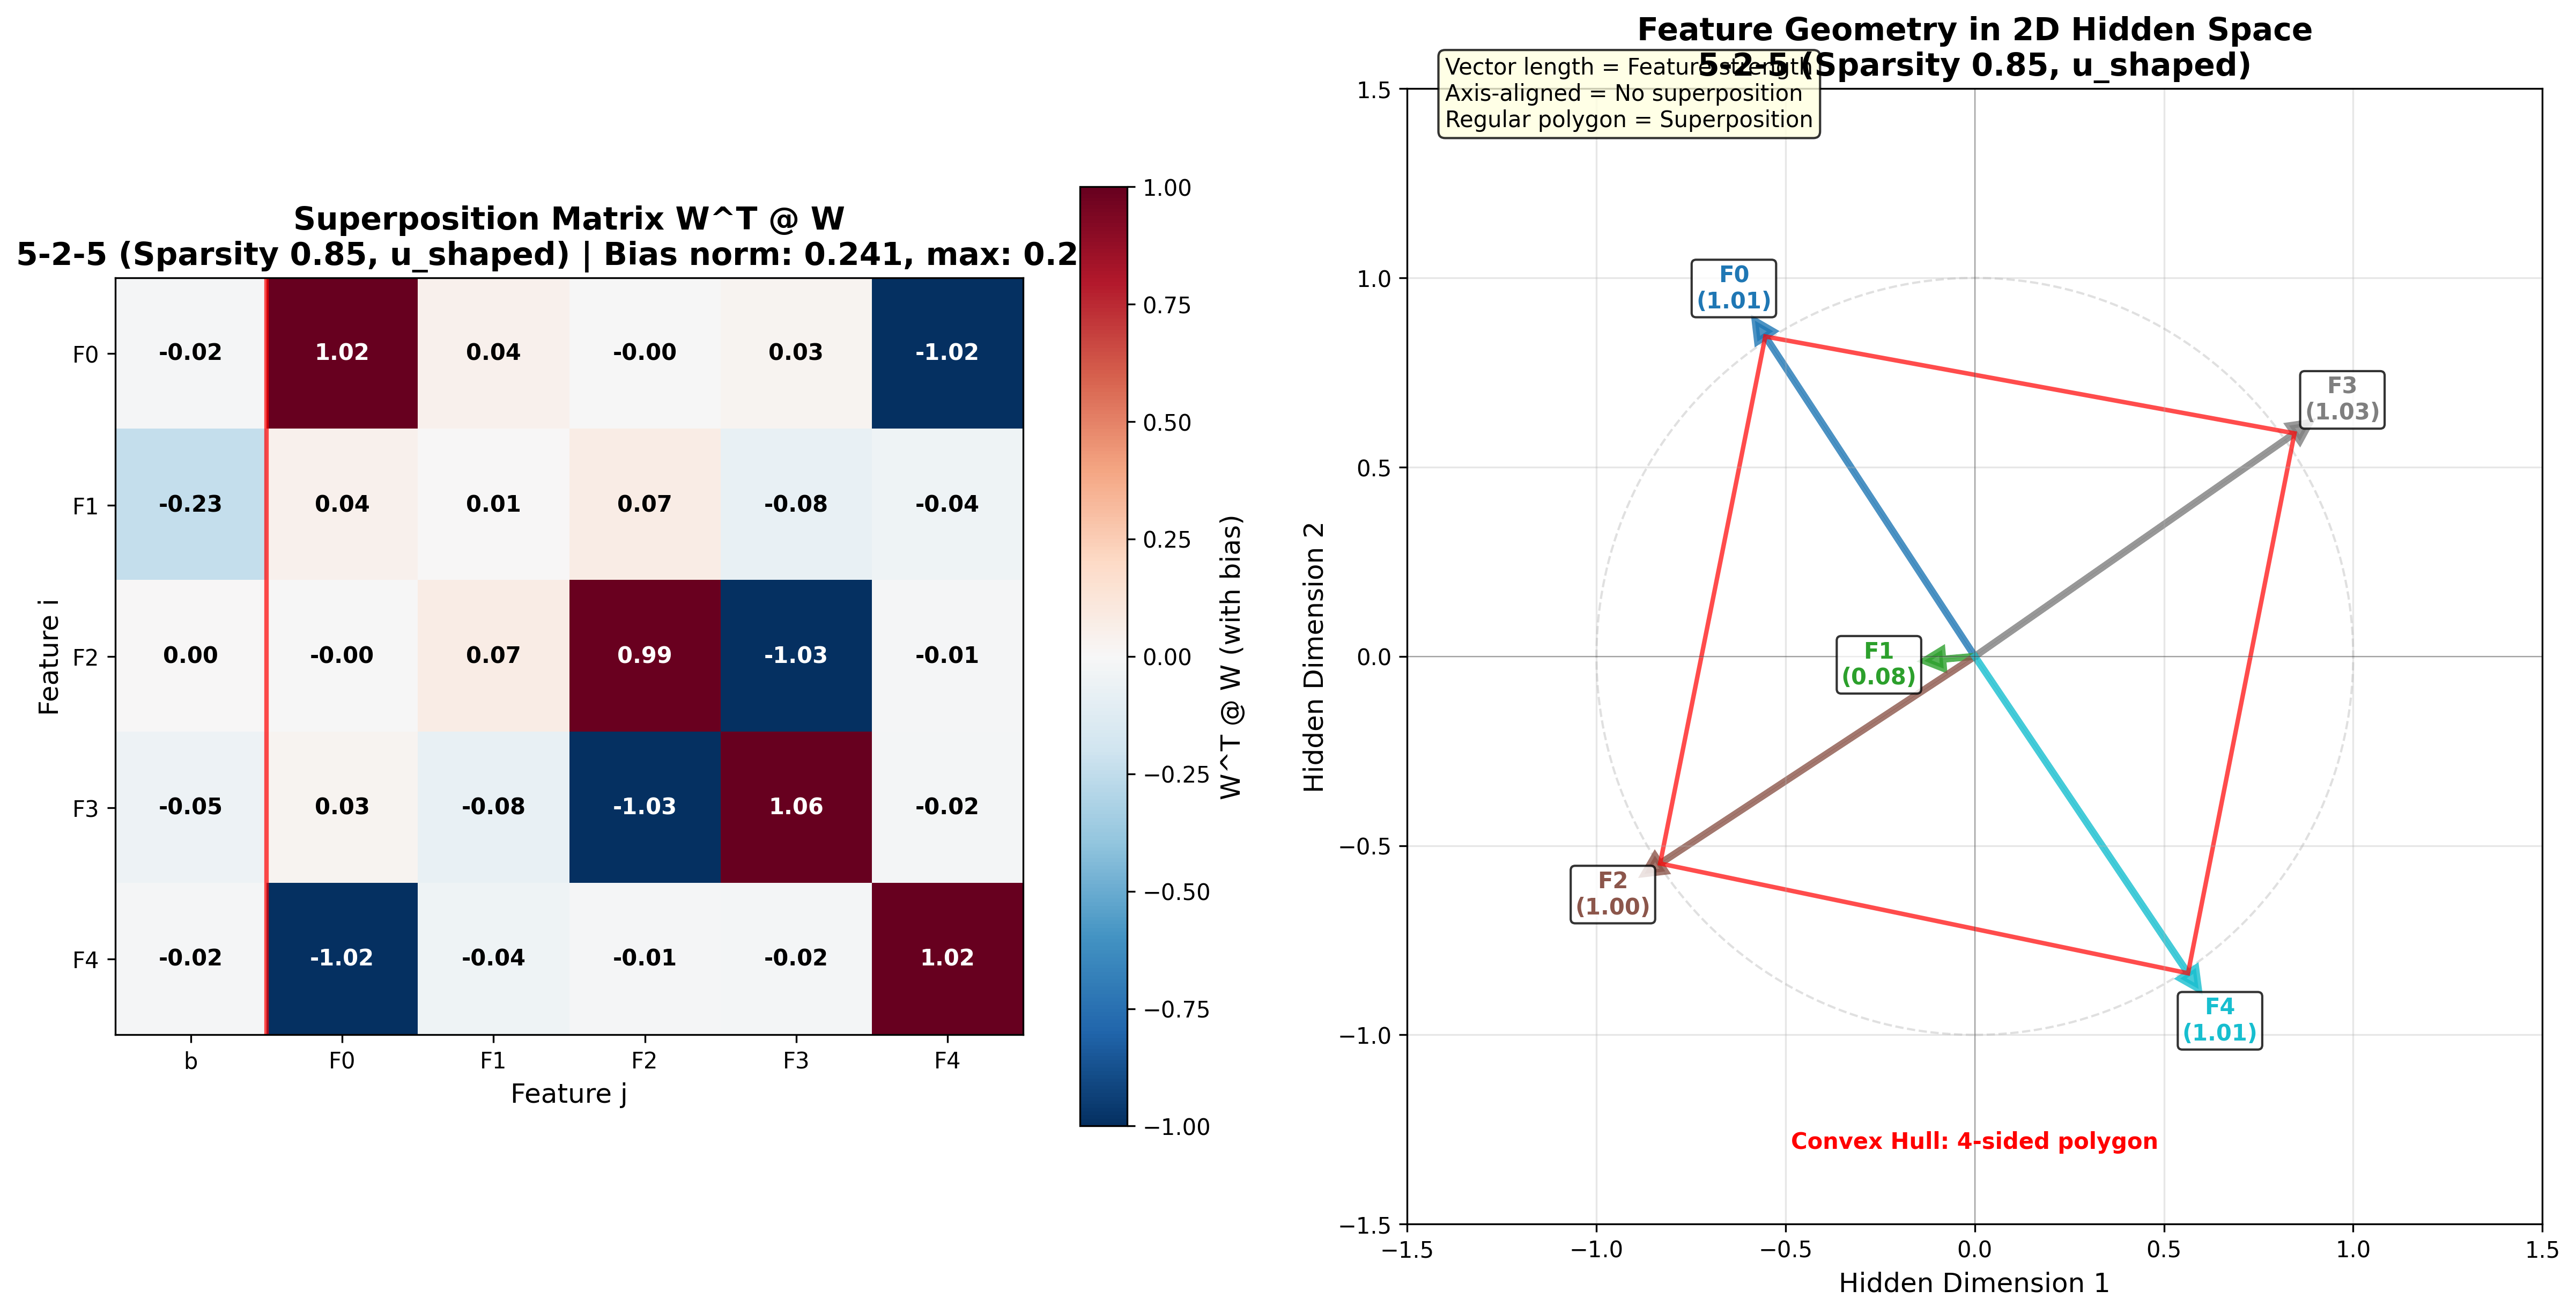 Superposition Matrix W^T @ W
5-2-5 (Sparsity 0.85, u_shaped) | Bias norm: 0.241, max: 0.2
Feature i
F0
F1
F2
F3
F4
-0.02 1.02 0.04 -0.00 0.03 -1.02
-0.23 0.04 0.01 0.07 -0.08 -0.04
0.00 -0.00 0.07 0.99 -1.03 -0.01
-0.05 0.03 -0.08 -1.03 1.06 -0.02
-0.02 -1.02 -0.04 -0.01 -0.02 1.02
b F0 F1 F2 F3 F4
Feature j
1.00
0.75
0.50
0.25
0.00
−0.25
−0.50
−0.75
−1.00
W^T @ W (with bias)
Feature Geometry in 2D Hidden Space
5-2-5 (Sparsity 0.85, u_shaped)
Vector length = Feature strength
Axis-aligned = No superposition
Regular polygon = Superposition
Hidden Dimension 2
1.5
1.0
0.5
0.0
−0.5
−1.0
−1.5
F0
(1.01)
F3
(1.03)
F1
(0.08)
F2
(1.00)
F4
(1.01)
Convex Hull: 4-sided polygon
−1.5 −1.0 −0.5 0.0 0.5 1.0 1.5
Hidden Dimension 1